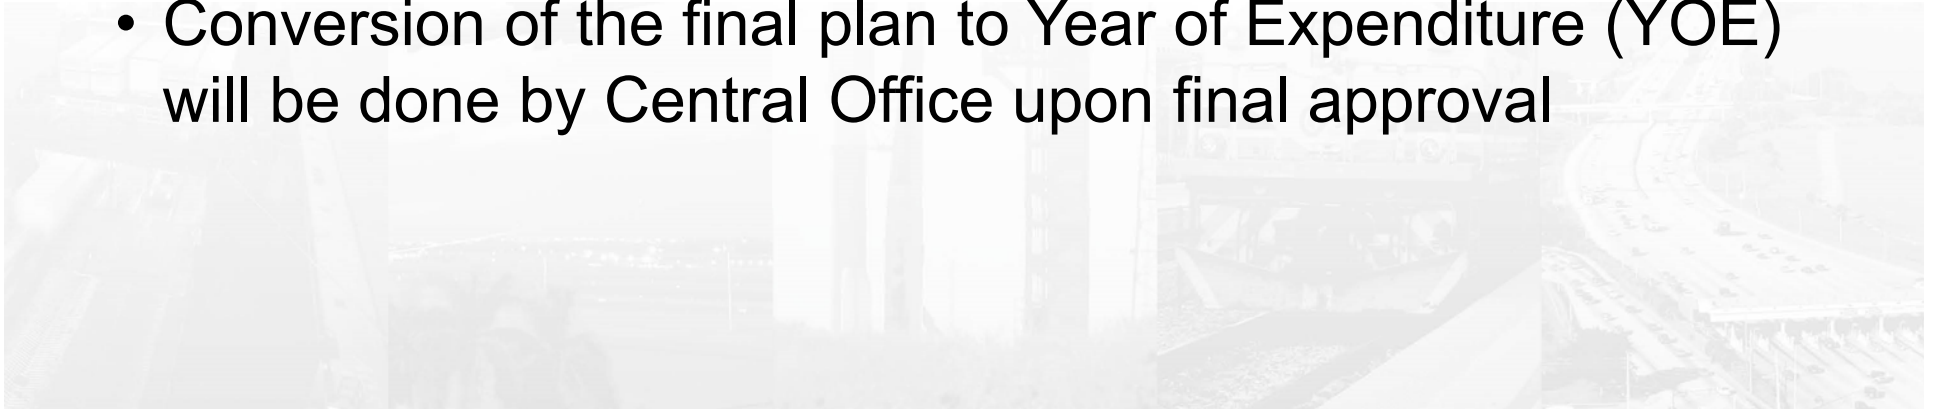 • Conversion of the final plan to Year of Expenditure (YOE)
will be done by Central Office upon final approval